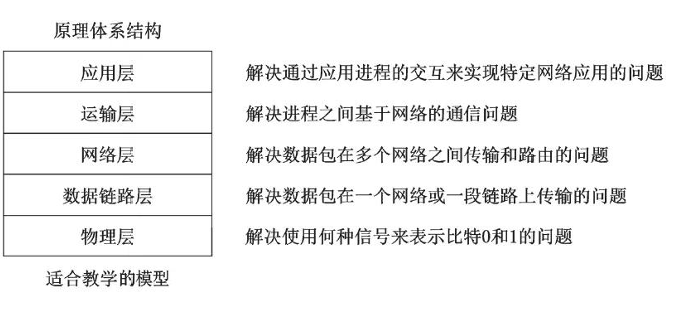 原理体系结构
应用层 解决通过应用进程的交互来实现特定网络应用的问题
运输层 解决进程之间基于网络的通信问题
网络层 解决数据包在多个网络之间传输和路由的问题
数据链路层 解决数据包在一个网络或一段链路上传输的问题
物理层 解决使用何种信号来表示比特0和1的问题
适合教学的模型